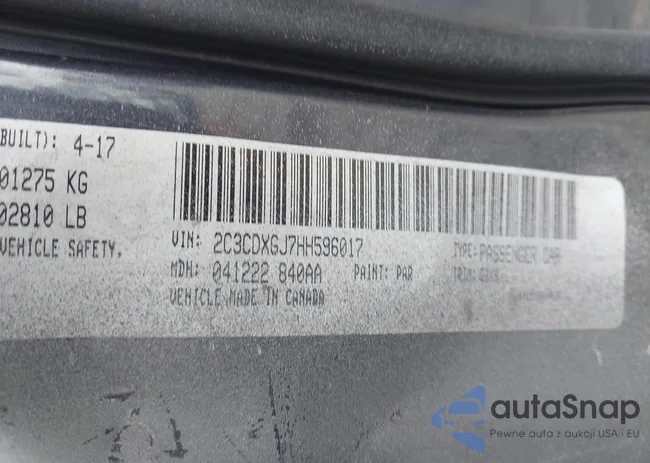 BUILT): 4-17
01275 KG
02810 LB
VEHICLE SAFETY,
VIN: 2C3CDXGJ7HH596017
TYPE: PASSENGER CAR
MDH: 041222 840AA PAINT: PAR
TRIM:
VEHICLE MADE IN CANADA
autaSnap
Pewne auta z aukcji USA i EU